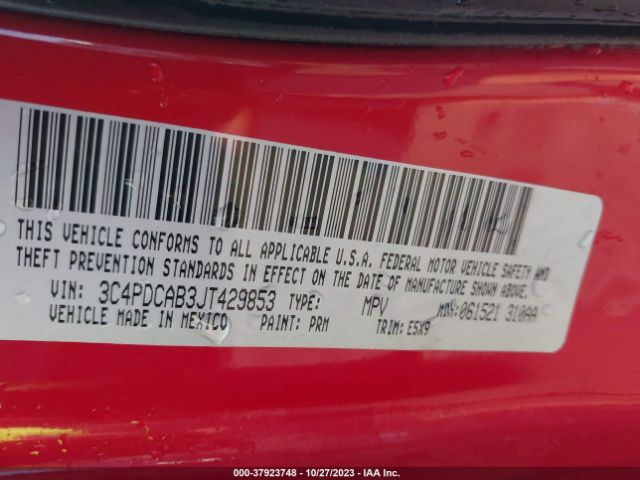 THIS VEHICLE CONFORMS TO ALL APPLICABLE U.S.A. FEDERAL MOTOR VEHICLE SAFETY AND
THEFT PREVENTION STANDARDS IN EFFECT ON THE DATE OF MANUFACTURE SHOWN ABOVE.
VIN: 3C4PDCAB3JT429853 TYPE: MPV MDH:061521 310AA
VEHICLE MADE IN MEXICO PAINT: PRM TRIM: E5X9
000-37923748 - 10/27/2023 - IAA Inc.